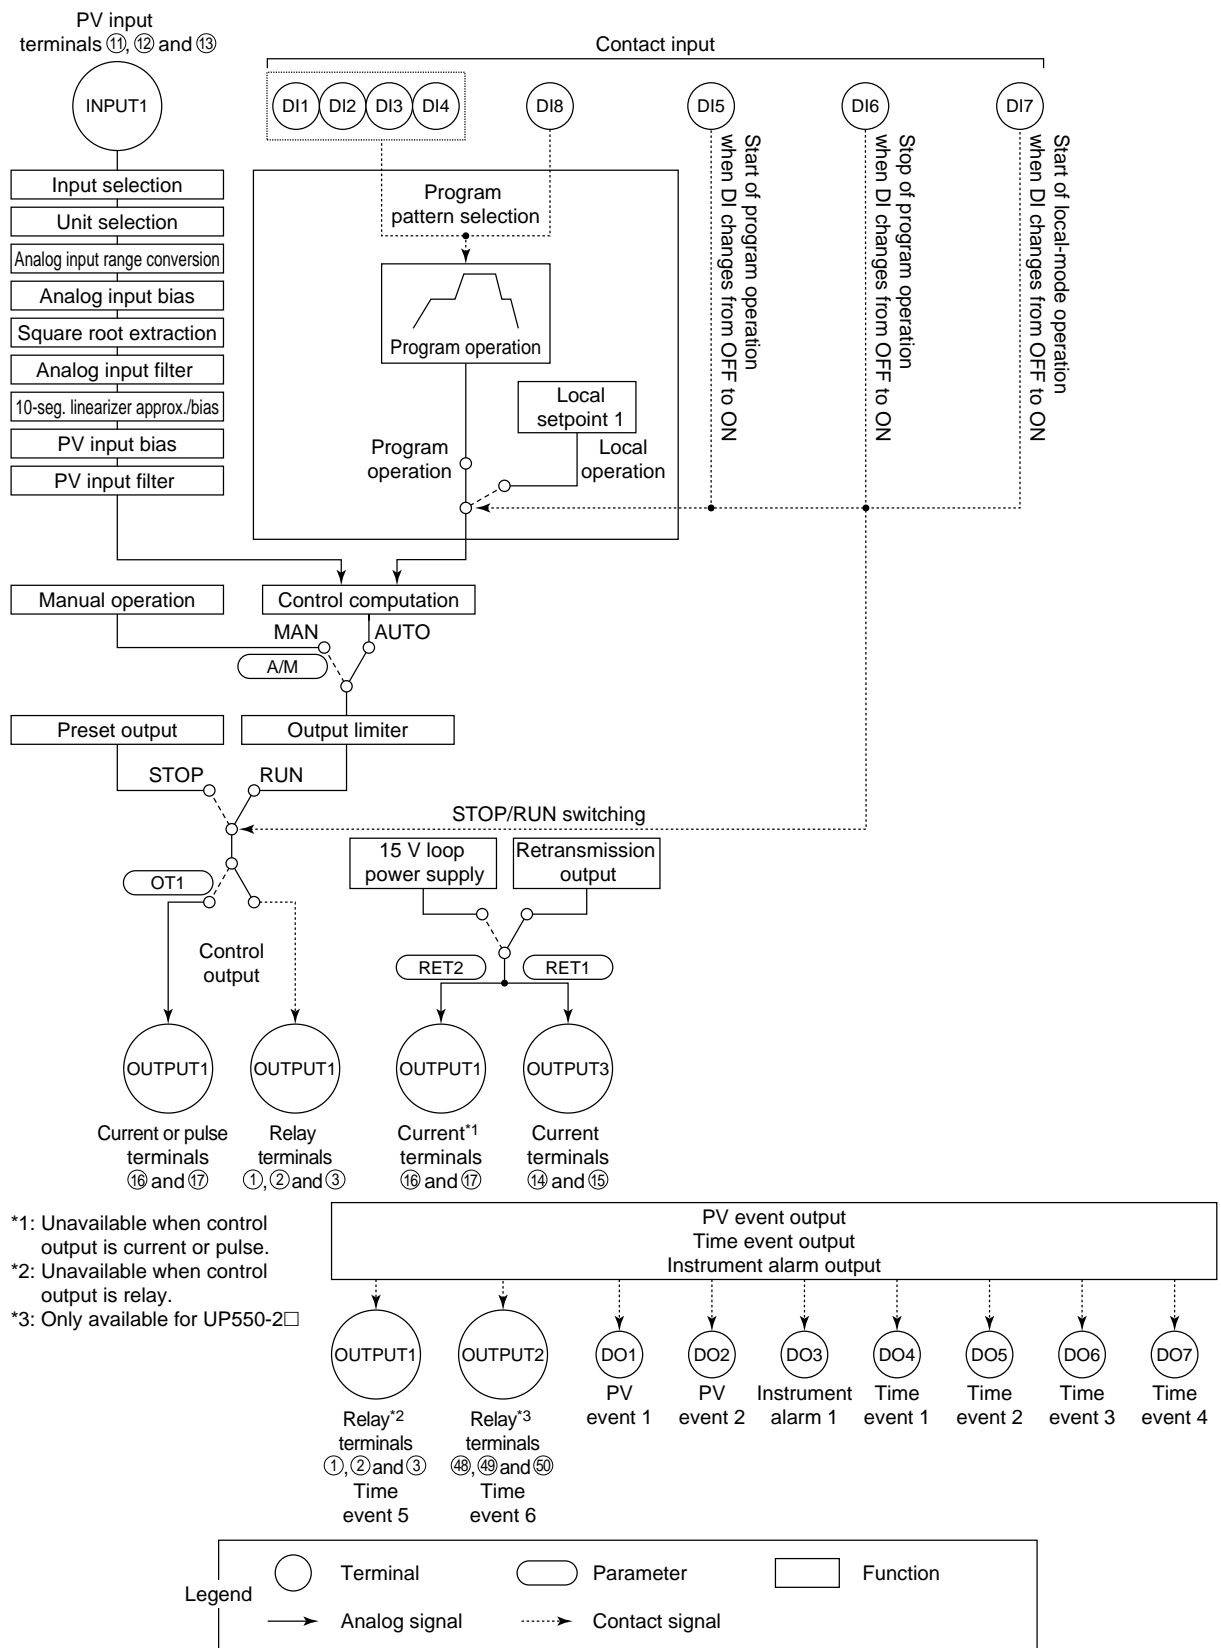 PV input
terminals ⑪, ⑫ and ⑬
Contact input
INPUT1
DI1
DI2
DI3
DI4
DI8
DI5
DI6
DI7
Start of program operation
when DI changes from OFF to ON
Stop of program operation
when DI changes from OFF to ON
Start of local-mode operation
when DI changes from OFF to ON
Input selection
Unit selection
Analog input range conversion
Analog input bias
Square root extraction
Analog input filter
10-seg. linearizer approx./bias
PV input bias
PV input filter
Program
pattern selection
Program operation
Local
setpoint 1
Program
operation
Local
operation
Manual operation
Control computation
MAN
AUTO
A/M
Preset output
Output limiter
STOP
RUN
STOP/RUN switching
15 V loop
power supply
Retransmission
output
OT1
Control
output
RET2
RET1
OUTPUT1
OUTPUT1
OUTPUT1
OUTPUT3
Current or pulse
terminals
⑯ and ⑰
Relay
terminals
①, ② and ③
Current*1
terminals
⑯ and ⑰
Current
terminals
⑭ and ⑮
*1: Unavailable when control
output is current or pulse.
*2: Unavailable when control
output is relay.
*3: Only available for UP550-2□
PV event output
Time event output
Instrument alarm output
OUTPUT1
OUTPUT2
DO1
DO2
DO3
DO4
DO5
DO6
DO7
Relay*2
terminals
①, ② and ③
Time
event 5
Relay*3
terminals
㊽, ㊾ and ㊿
Time
event 6
PV
event 1
PV
event 2
Instrument
alarm 1
Time
event 1
Time
event 2
Time
event 3
Time
event 4
Legend
Terminal
Parameter
Function
Analog signal
Contact signal